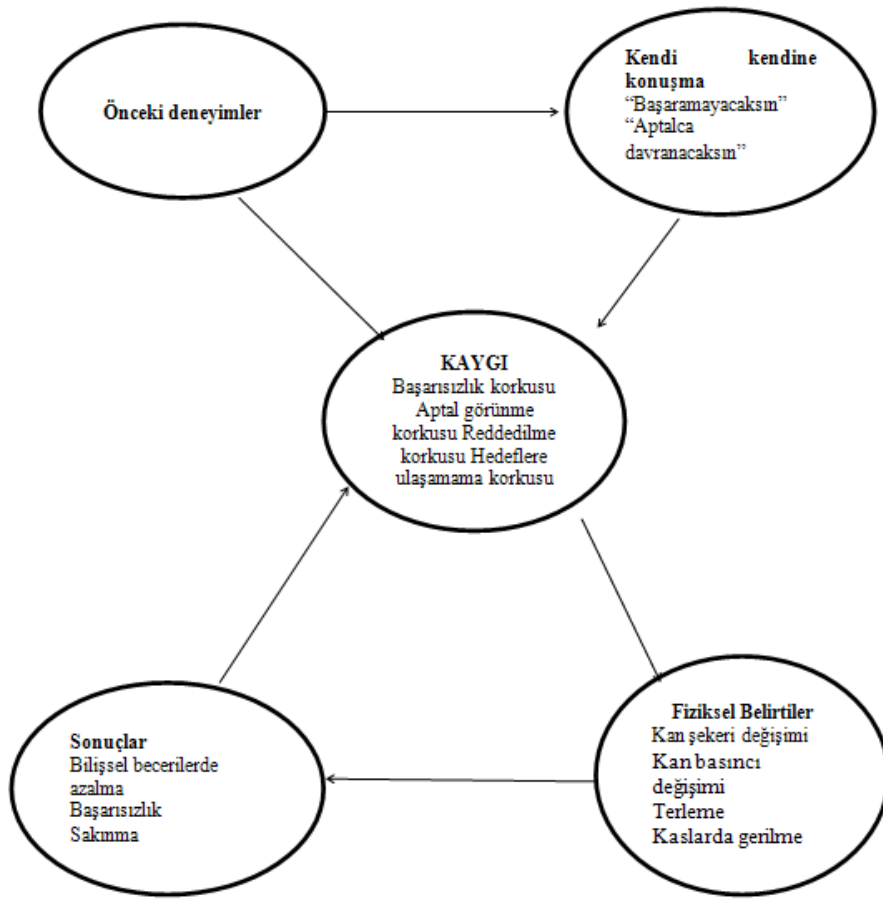 Önceki deneyimler
Kendi kendine
konuşma
“Başaramayacaksın”
“Aptalca
davranacaksın”
KAYGI
Başarısızlık korkusu
Aptal görünme
korkusu Reddedilme
korkusu Hedeflere
ulaşamama korkusu
Sonuçlar
Bilişsel becerilerde
azalma
Başarısızlık
Sakınma
Fiziksel Belirtiler
Kan şekeri değişimi
Kan basıncı
değişimi
Terleme
Kaslarda gerilme